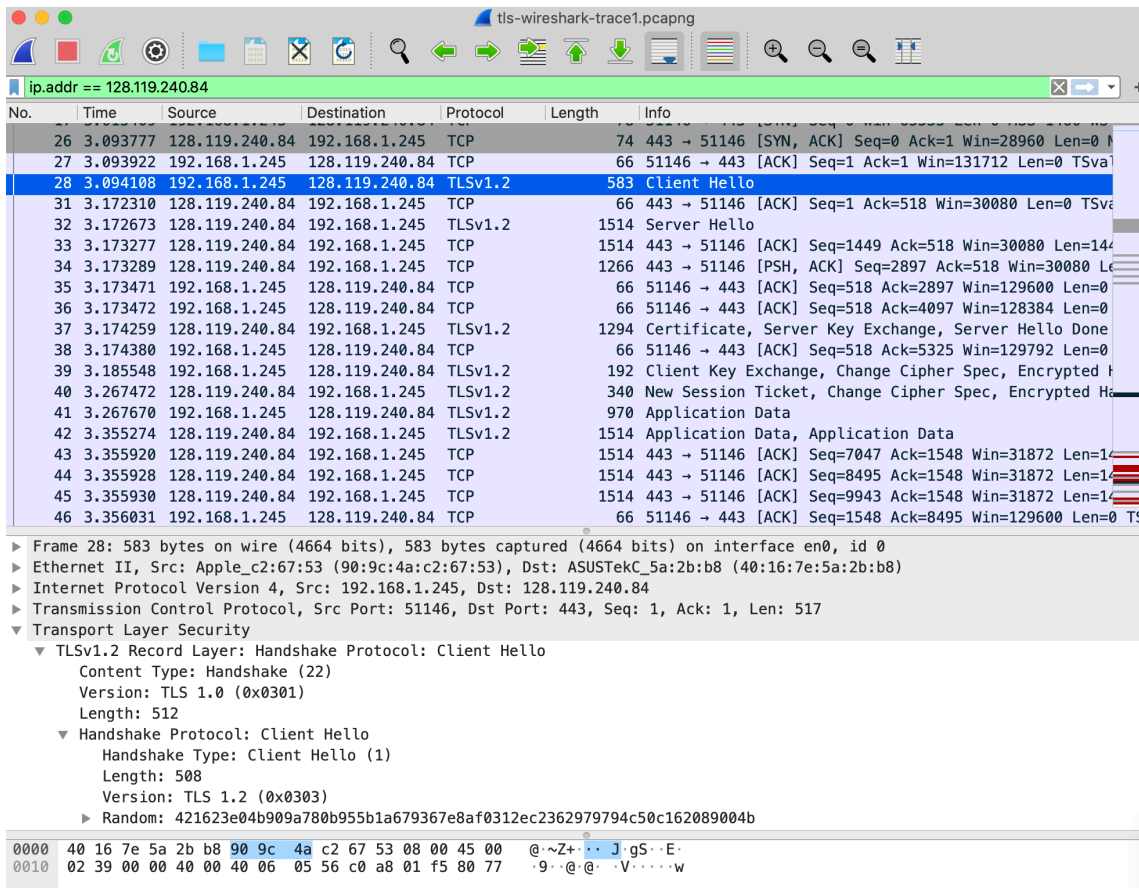 tls-wireshark-trace1.pcapng
ip.addr == 128.119.240.84
No. Time Source Destination Protocol Length Info
26 3.093777 128.119.240.84 192.168.1.245 TCP 74 443 → 51146 [SYN, ACK] Seq=0 Ack=1 Win=28960 Len=0
27 3.093922 192.168.1.245 128.119.240.84 TCP 66 51146 → 443 [ACK] Seq=1 Ack=1 Win=131712 Len=0 TSval
28 3.094108 192.168.1.245 128.119.240.84 TLSv1.2 583 Client Hello
31 3.172310 128.119.240.84 192.168.1.245 TCP 66 443 → 51146 [ACK] Seq=1 Ack=518 Win=30080 Len=0
32 3.172673 128.119.240.84 192.168.1.245 TLSv1.2 1514 Server Hello
33 3.173277 128.119.240.84 192.168.1.245 TCP 1514 443 → 51146 [ACK] Seq=1449 Ack=518 Win=30080
34 3.173289 128.119.240.84 192.168.1.245 TCP 1266 443 → 51146 [PSH, ACK] Seq=2897 Ack=518 Win=30080
35 3.173471 192.168.1.245 128.119.240.84 TCP 66 51146 → 443 [ACK] Seq=518 Ack=2897 Win=129600 Len=0
36 3.173472 192.168.1.245 128.119.240.84 TCP 66 51146 → 443 [ACK] Seq=518 Ack=4097 Win=128384 Len=0
37 3.174259 128.119.240.84 192.168.1.245 TLSv1.2 1294 Certificate, Server Key Exchange, Server Hello Done
38 3.174380 192.168.1.245 128.119.240.84 TCP 66 51146 → 443 [ACK] Seq=518 Ack=5325 Win=129792 Len=0
39 3.185548 192.168.1.245 128.119.240.84 TLSv1.2 192 Client Key Exchange, Change Cipher Spec, Encrypted
40 3.267472 128.119.240.84 192.168.1.245 TLSv1.2 340 New Session Ticket, Change Cipher Spec, Encrypted
41 3.267670 192.168.1.245 128.119.240.84 TLSv1.2 970 Application Data
42 3.355274 128.119.240.84 192.168.1.245 TLSv1.2 1514 Application Data, Application Data
43 3.355920 128.119.240.84 192.168.1.245 TCP 1514 443 → 51146 [ACK] Seq=7047 Ack=1548 Win=31872
44 3.355928 128.119.240.84 192.168.1.245 TCP 1514 443 → 51146 [ACK] Seq=8495 Ack=1548 Win=31872
45 3.355930 128.119.240.84 192.168.1.245 TCP 1514 443 → 51146 [ACK] Seq=9943 Ack=1548 Win=31872
46 3.356031 192.168.1.245 128.119.240.84 TCP 66 51146 → 443 [ACK] Seq=1548 Ack=8495 Win=129600 Len=0
Frame 28: 583 bytes on wire (4664 bits), 583 bytes captured (4664 bits) on interface en0, id 0
Ethernet II, Src: Apple_c2:67:53 (90:9c:4a:c2:67:53), Dst: ASUSTekC_5a:2b:b8 (40:16:7e:5a:2b:b8)
Internet Protocol Version 4, Src: 192.168.1.245, Dst: 128.119.240.84
Transmission Control Protocol, Src Port: 51146, Dst Port: 443, Seq: 1, Ack: 1, Len: 517
Transport Layer Security
TLSv1.2 Record Layer: Handshake Protocol: Client Hello
Content Type: Handshake (22)
Version: TLS 1.0 (0x0301)
Length: 512
Handshake Protocol: Client Hello
Handshake Type: Client Hello (1)
Length: 508
Version: TLS 1.2 (0x0303)
Random: 421623e04b909a780b955b1a679367e8af0312ec2362979794c50c162089004b
0000 40 16 7e 5a 2b b8 90 9c 4a c2 67 53 08 00 45 00 @·~Z+···J·gS··E·
0010 02 39 00 00 40 00 40 06 05 56 c0 a8 01 f5 80 77 ·9··@·@··V·····w